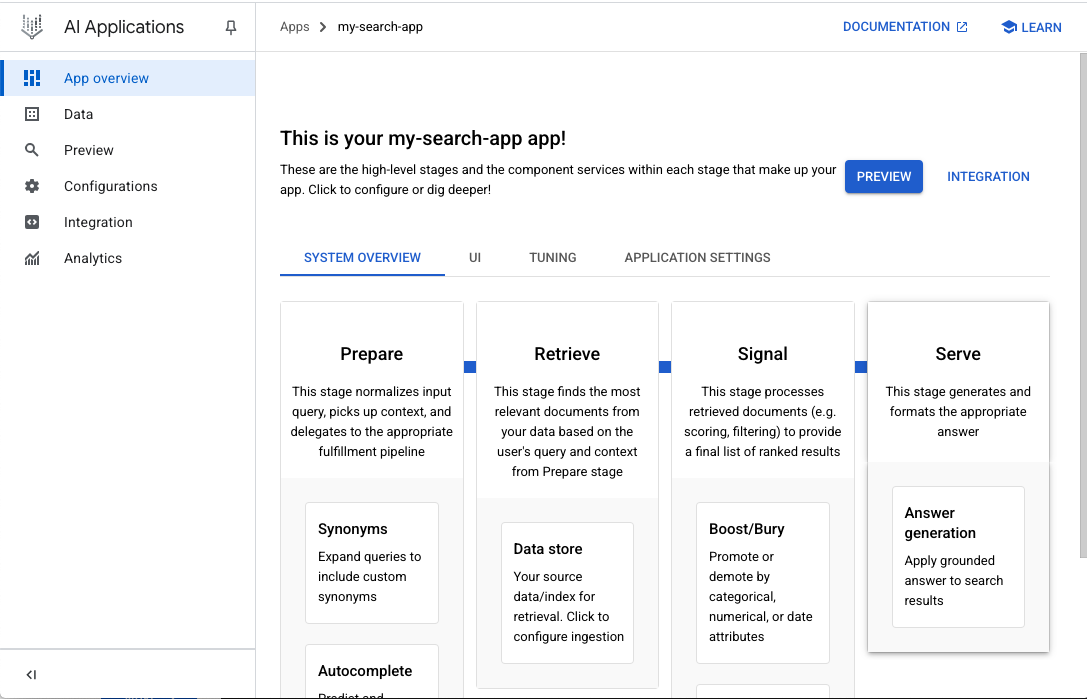 AI Applications
Apps
my-search-app
DOCUMENTATION
LEARN
App overview
Data
Preview
Configurations
Integration
Analytics
This is your my-search-app app!
These are the high-level stages and the component services within each stage that make up your
app. Click to configure or dig deeper!
PREVIEW
INTEGRATION
SYSTEM OVERVIEW
UI
TUNING
APPLICATION SETTINGS
Prepare
This stage normalizes input
query, picks up context, and
delegates to the appropriate
fulfillment pipeline
Synonyms
Expand queries to
include custom
synonyms
Autocomplete
Predict and
Retrieve
This stage finds the most
relevant documents from
your data based on the
user's query and context
from Prepare stage
Data store
Your source
data/index for
retrieval. Click to
configure ingestion
Signal
This stage processes
retrieved documents (e.g.
scoring, filtering) to provide
a final list of ranked results
Boost/Bury
Promote or
demote by
categorical,
numerical, or date
attributes
Serve
This stage generates and
formats the appropriate
answer
Answer
generation
Apply grounded
answer to search
results